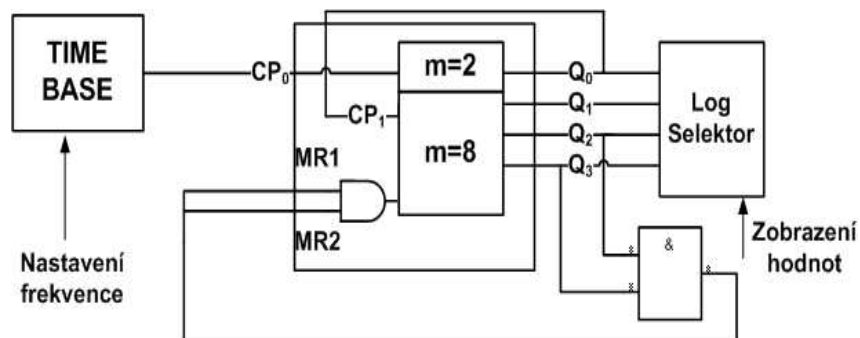 TIME
BASE
CP₀
m=2
m=8
CP₁
MR1
MR2
Q₀
Q₁
Q₂
Q₃
Log
Selektor
&
Nastavení
frekvence
Zobrazení
hodnot